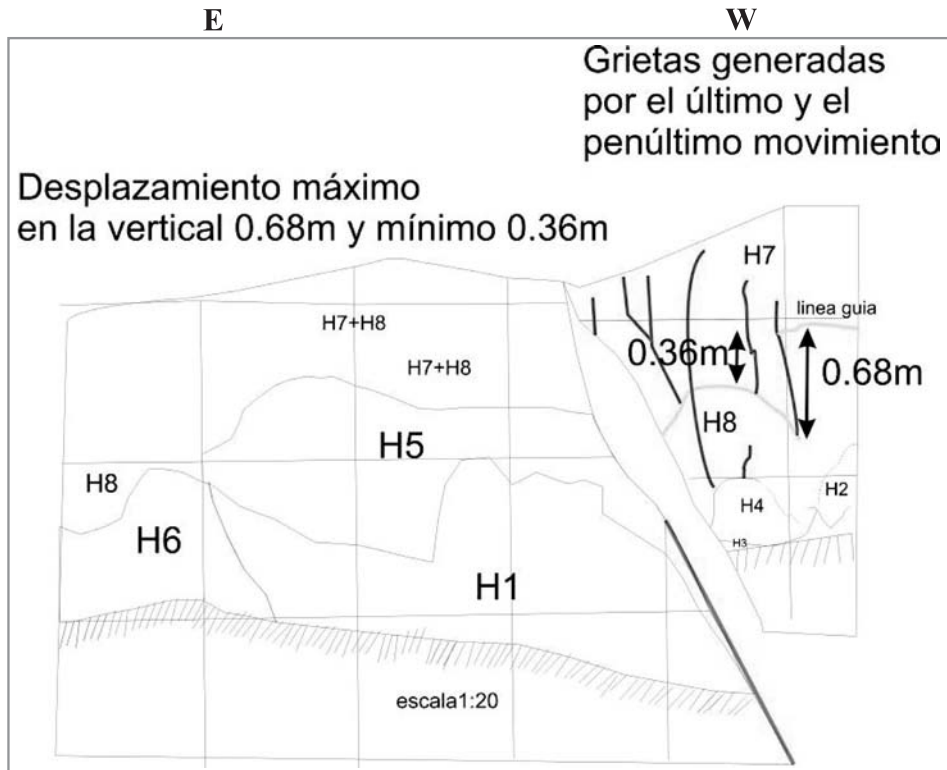 E
W
Grietas generadas
por el último y el
penúltimo movimiento
Desplazamiento máximo
en la vertical 0.68m y mínimo 0.36m
H7
linea guia
H7+H8
0.36m
H7+H8
0.68m
H8
H5
H8
H2
H4
H6
H3
H1
escala1:20